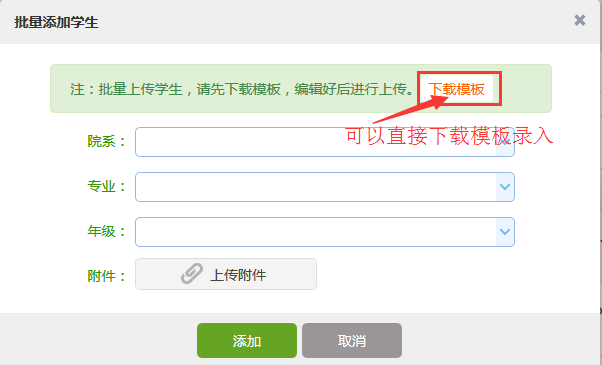 批量添加学生
注：批量上传学生，请先下载模板，编辑好后进行上传。 下载模板
可以直接下载模板录入
院系：
专业：
年级：
附件： 上传附件
添加 取消